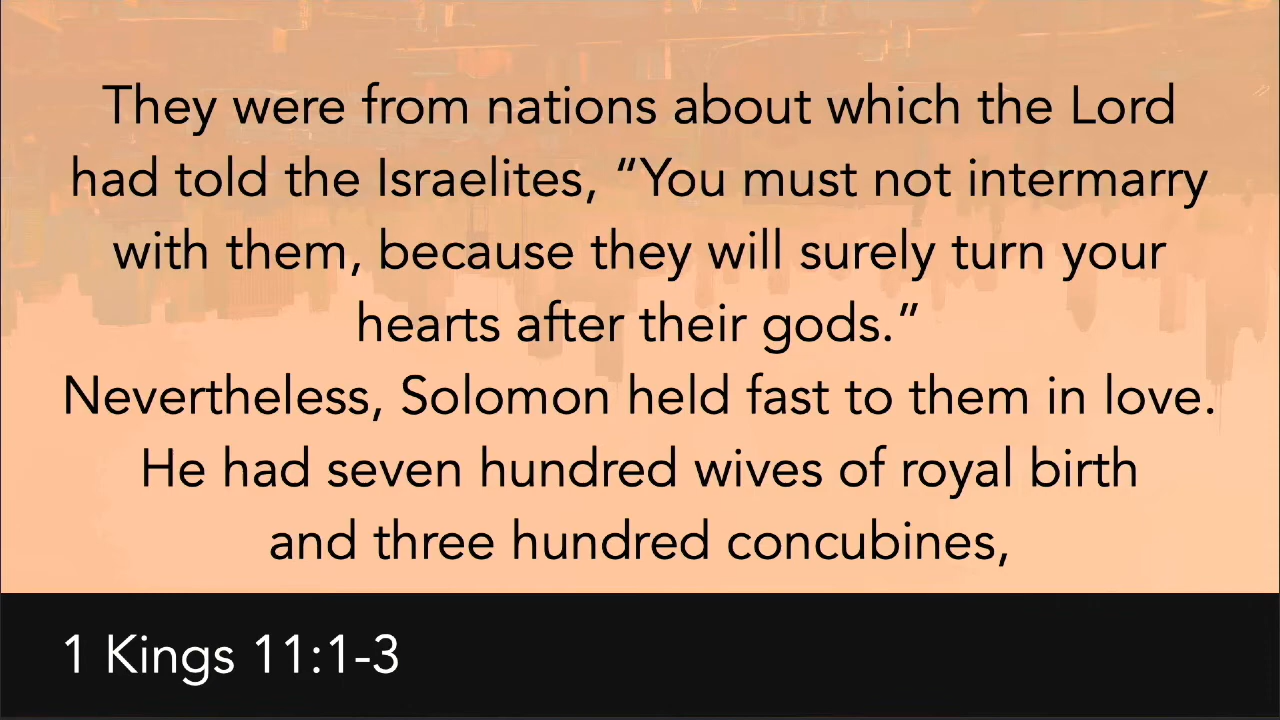 They were from nations about which the Lord
had told the Israelites, “You must not intermarry
with them, because they will surely turn your
hearts after their gods.”
Nevertheless, Solomon held fast to them in love.
He had seven hundred wives of royal birth
and three hundred concubines,
1 Kings 11:1-3